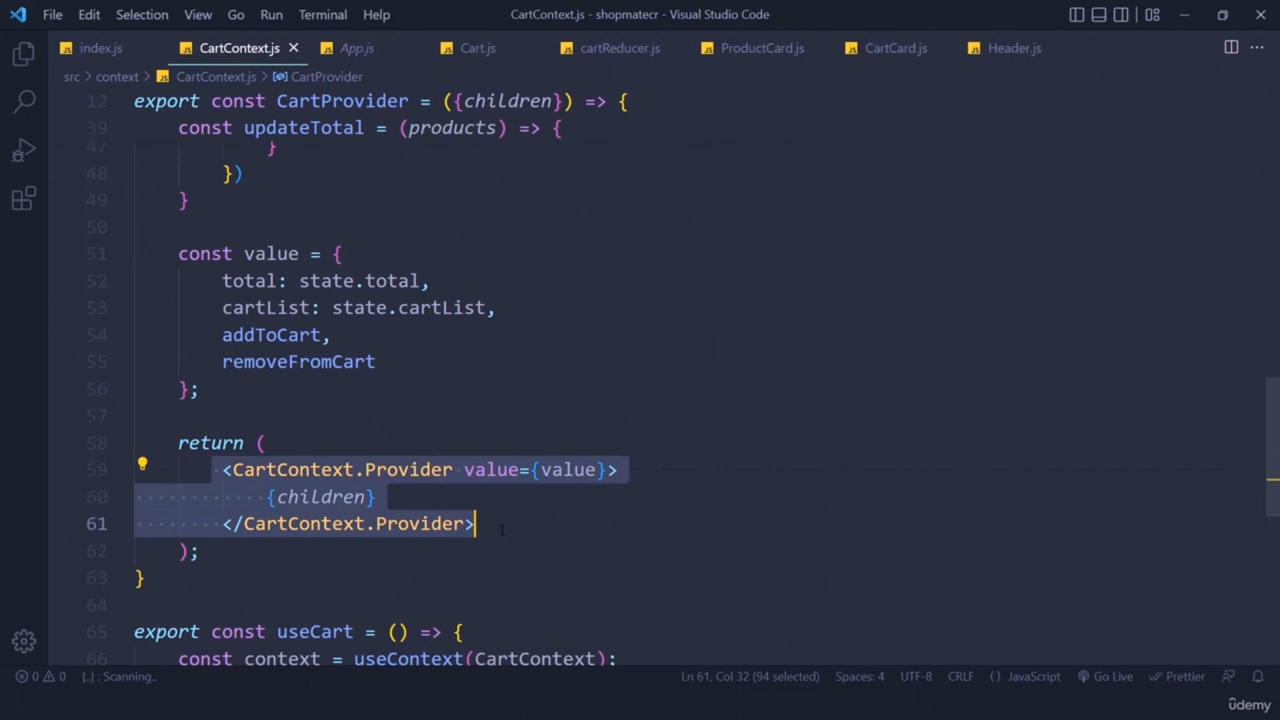 File Edit Selection View Go Run Terminal Help CartContext.js - shopmatecr - Visual Studio Code
index.js CartContext.js App.js Cart.js cartReducer.js ProductCard.js CartCard.js Header.js
src > context > CartContext.js > CartProvider
12 export const CartProvider = ({children}) => {
39 const updateTotal = (products) => {
47 }
48 })
49 }
50
51 const value = {
52 total: state.total,
53 cartList: state.cartList,
54 addToCart,
55 removeFromCart
56 };
57
58 return (
59 <CartContext.Provider value={value}>
60 {children}
61 </CartContext.Provider>
62 );
63 }
64
65 export const useCart = () => {
66 const context = useContext(CartContext);
0 0 {..} : Scanning.. Ln 61, Col 32 (94 selected) Spaces: 4 UTF-8 CRLF {} JavaScript Go Live Prettier
ûdemy